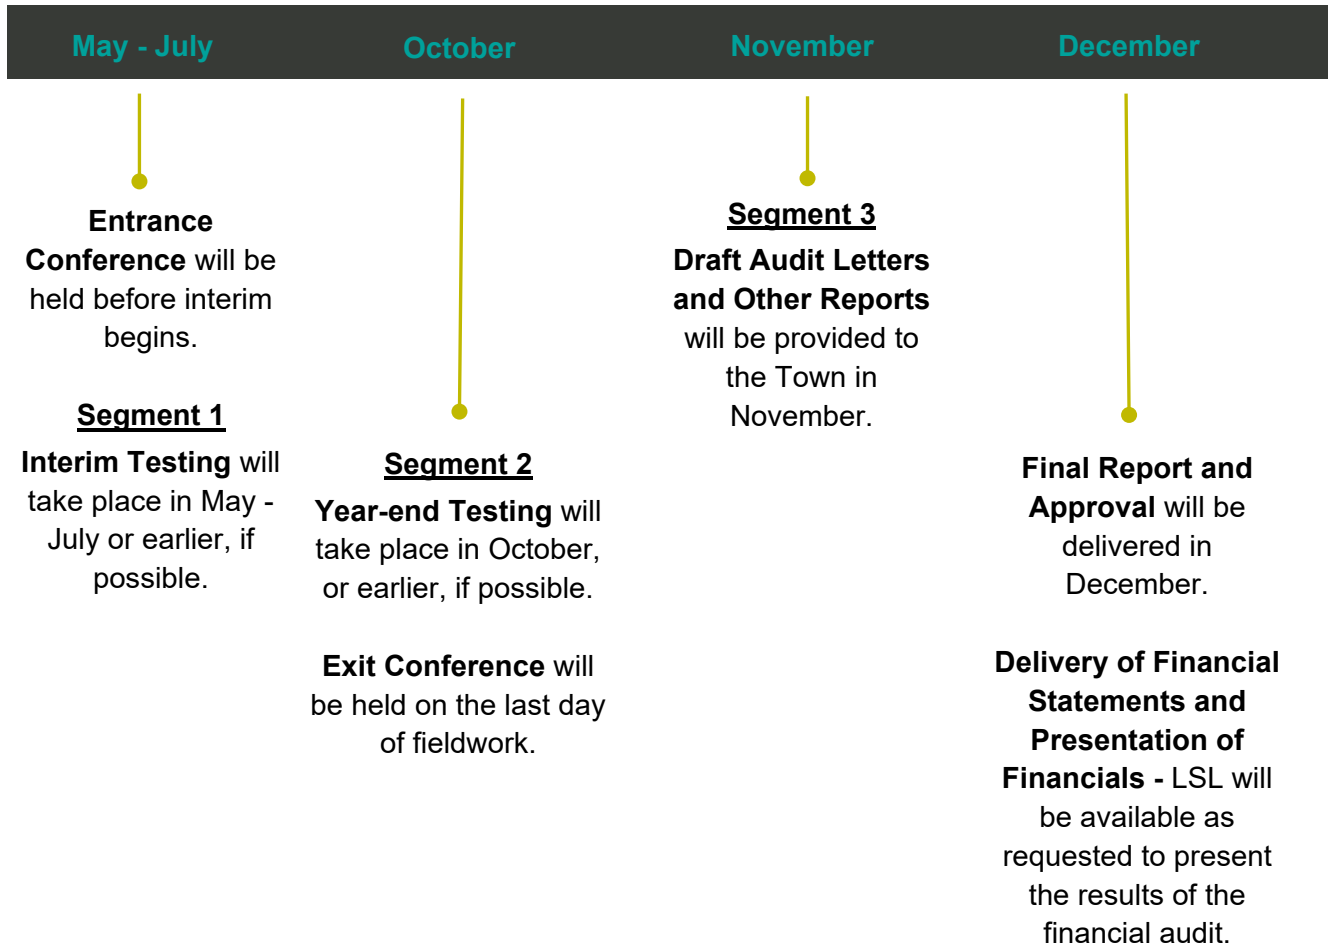 May - July
October
November
December
Entrance
Conference will be
held before interim
begins.
Segment 1
Interim Testing will
take place in May -
July or earlier, if
possible.
Segment 2
Year-end Testing will
take place in October,
or earlier, if possible.
Exit Conference will
be held on the last day
of fieldwork.
Segment 3
Draft Audit Letters
and Other Reports
will be provided to
the Town in
November.
Final Report and
Approval will be
delivered in
December.
Delivery of Financial
Statements and
Presentation of
Financials - LSL will
be available as
requested to present
the results of the
financial audit.